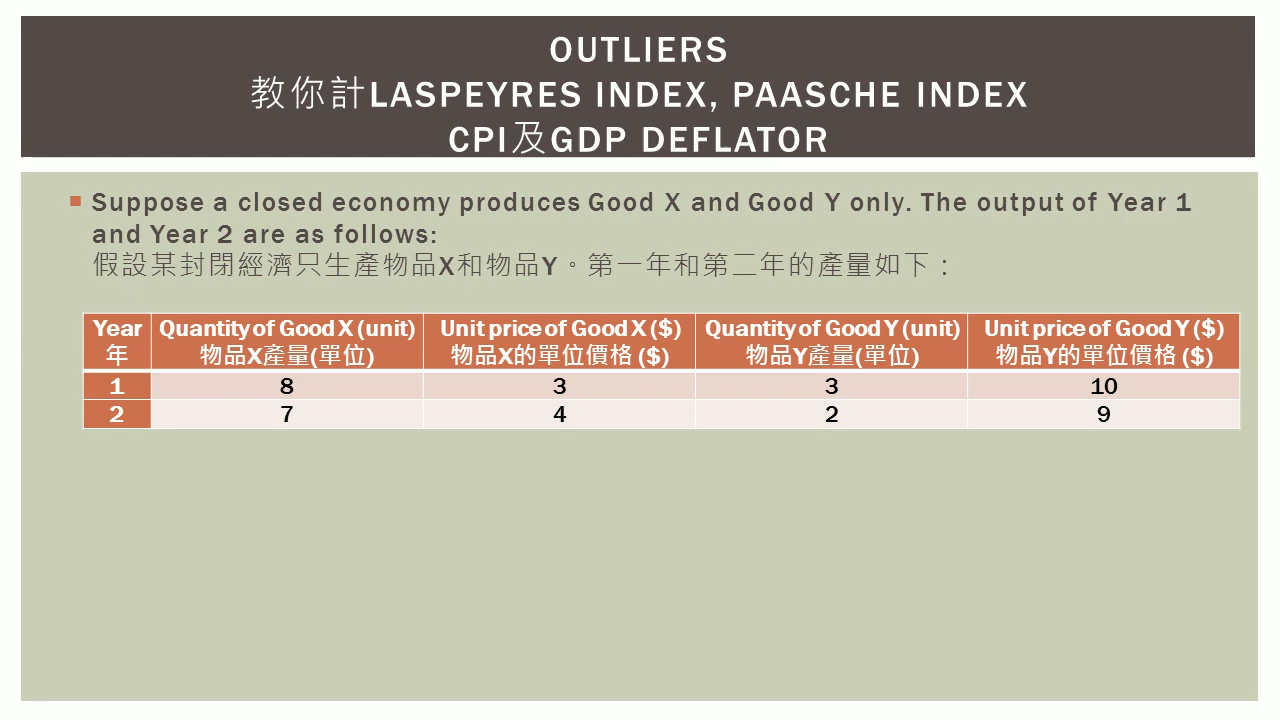 OUTLIERS
教你計LASPEYRES INDEX, PAASCHE INDEX
CPI及GDP DEFLATOR
Suppose a closed economy produces Good X and Good Y only. The output of Year 1
and Year 2 are as follows:
假設某封閉經濟只生產物品X和物品Y。第一年和第二年的產量如下：
Year Quantity of Good X (unit) Unit price of Good X ($) Quantity of Good Y (unit) Unit price of Good Y ($)
年 物品X產量(單位) 物品X的單位價格 ($) 物品Y產量(單位) 物品Y的單位價格 ($)
1 8 3 3 10
2 7 4 2 9